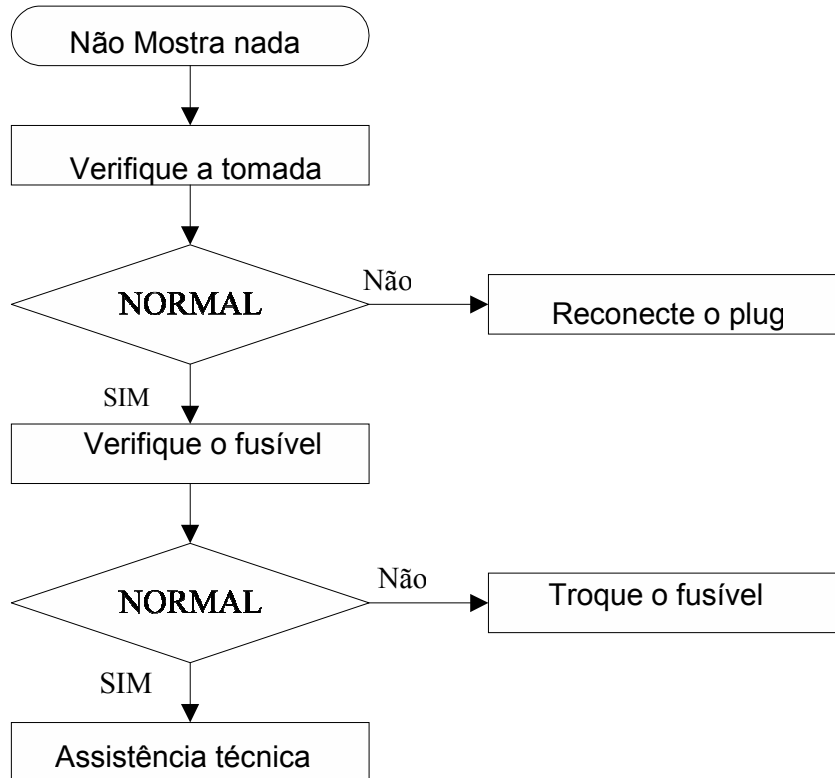 Não Mostra nada
Verifique a tomada
NORMAL
Não
Reconecte o plug
SIM
Verifique o fusível
NORMAL
Não
Troque o fusível
SIM
Assistência técnica